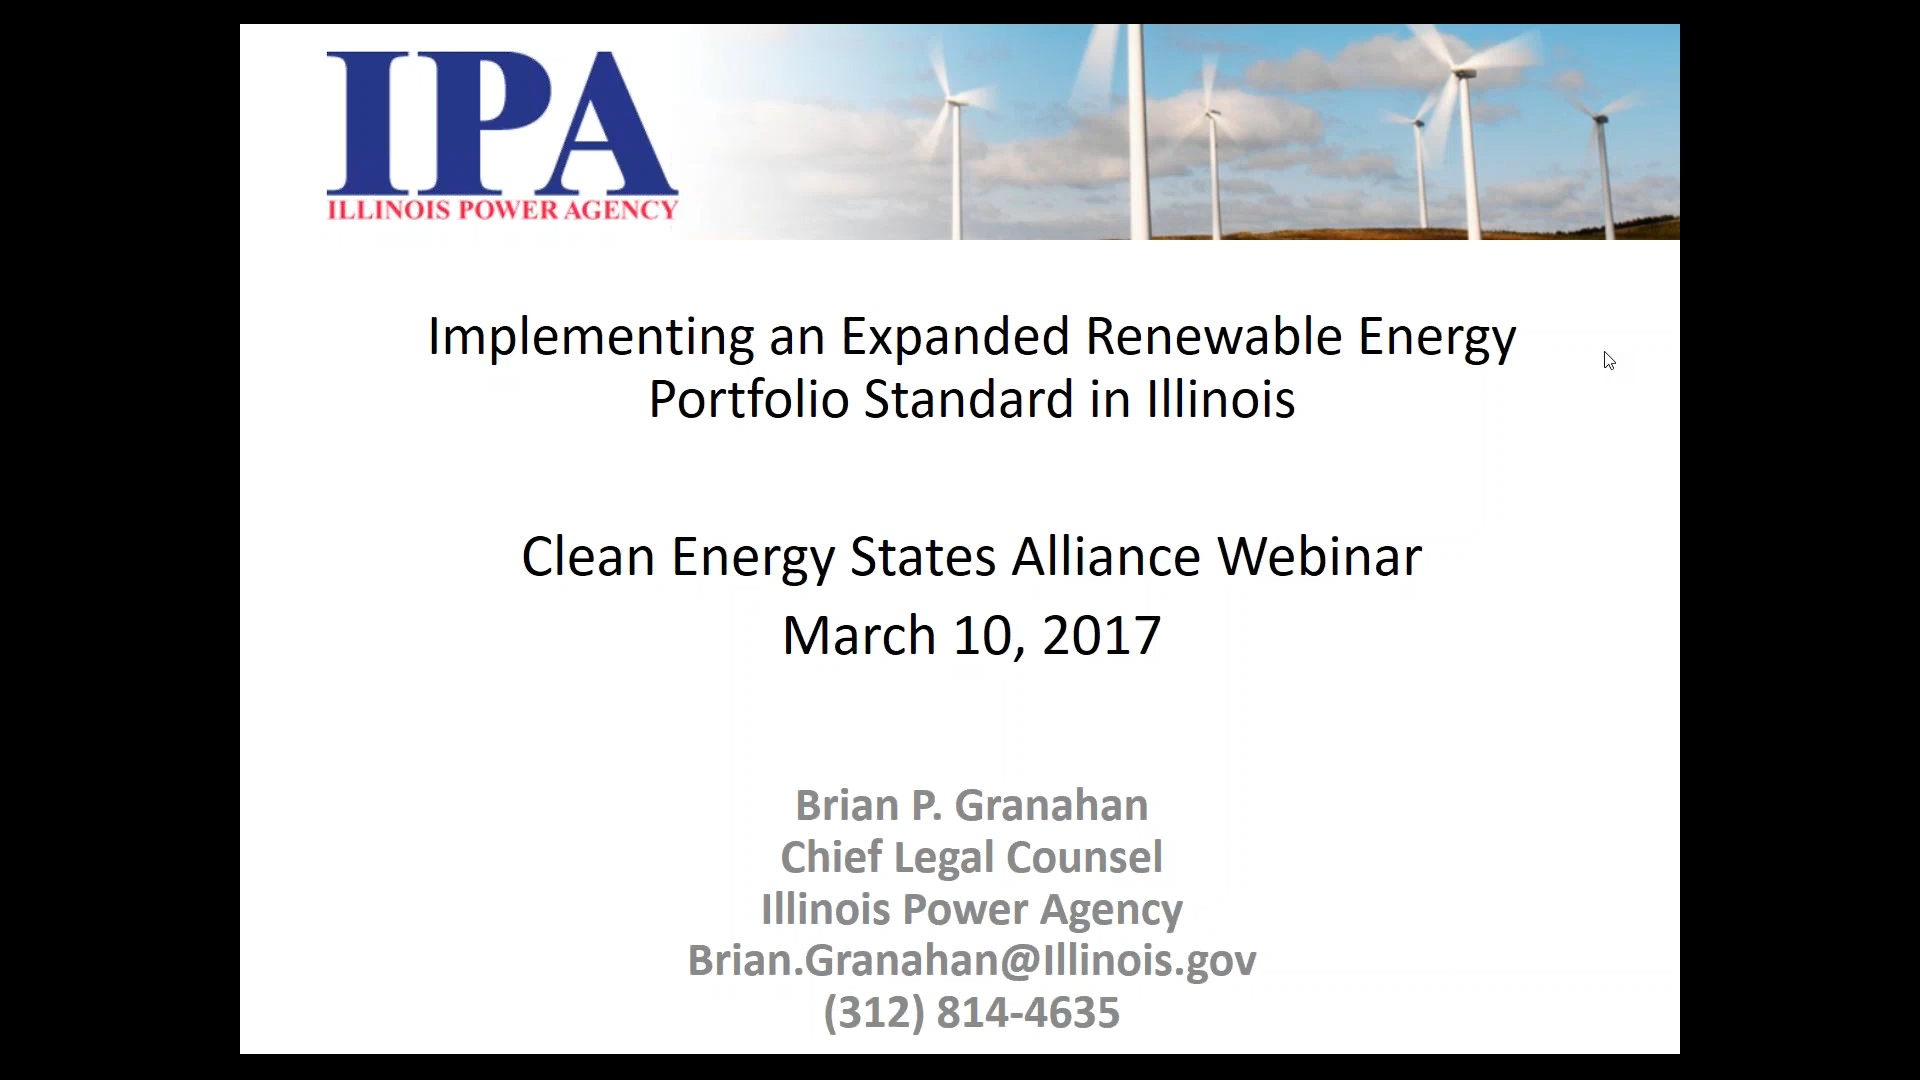 IPA
ILLINOIS POWER AGENCY
Implementing an Expanded Renewable Energy
Portfolio Standard in Illinois
Clean Energy States Alliance Webinar
March 10, 2017
Brian P. Granahan
Chief Legal Counsel
Illinois Power Agency
Brian.Granahan@Illinois.gov
(312) 814-4635